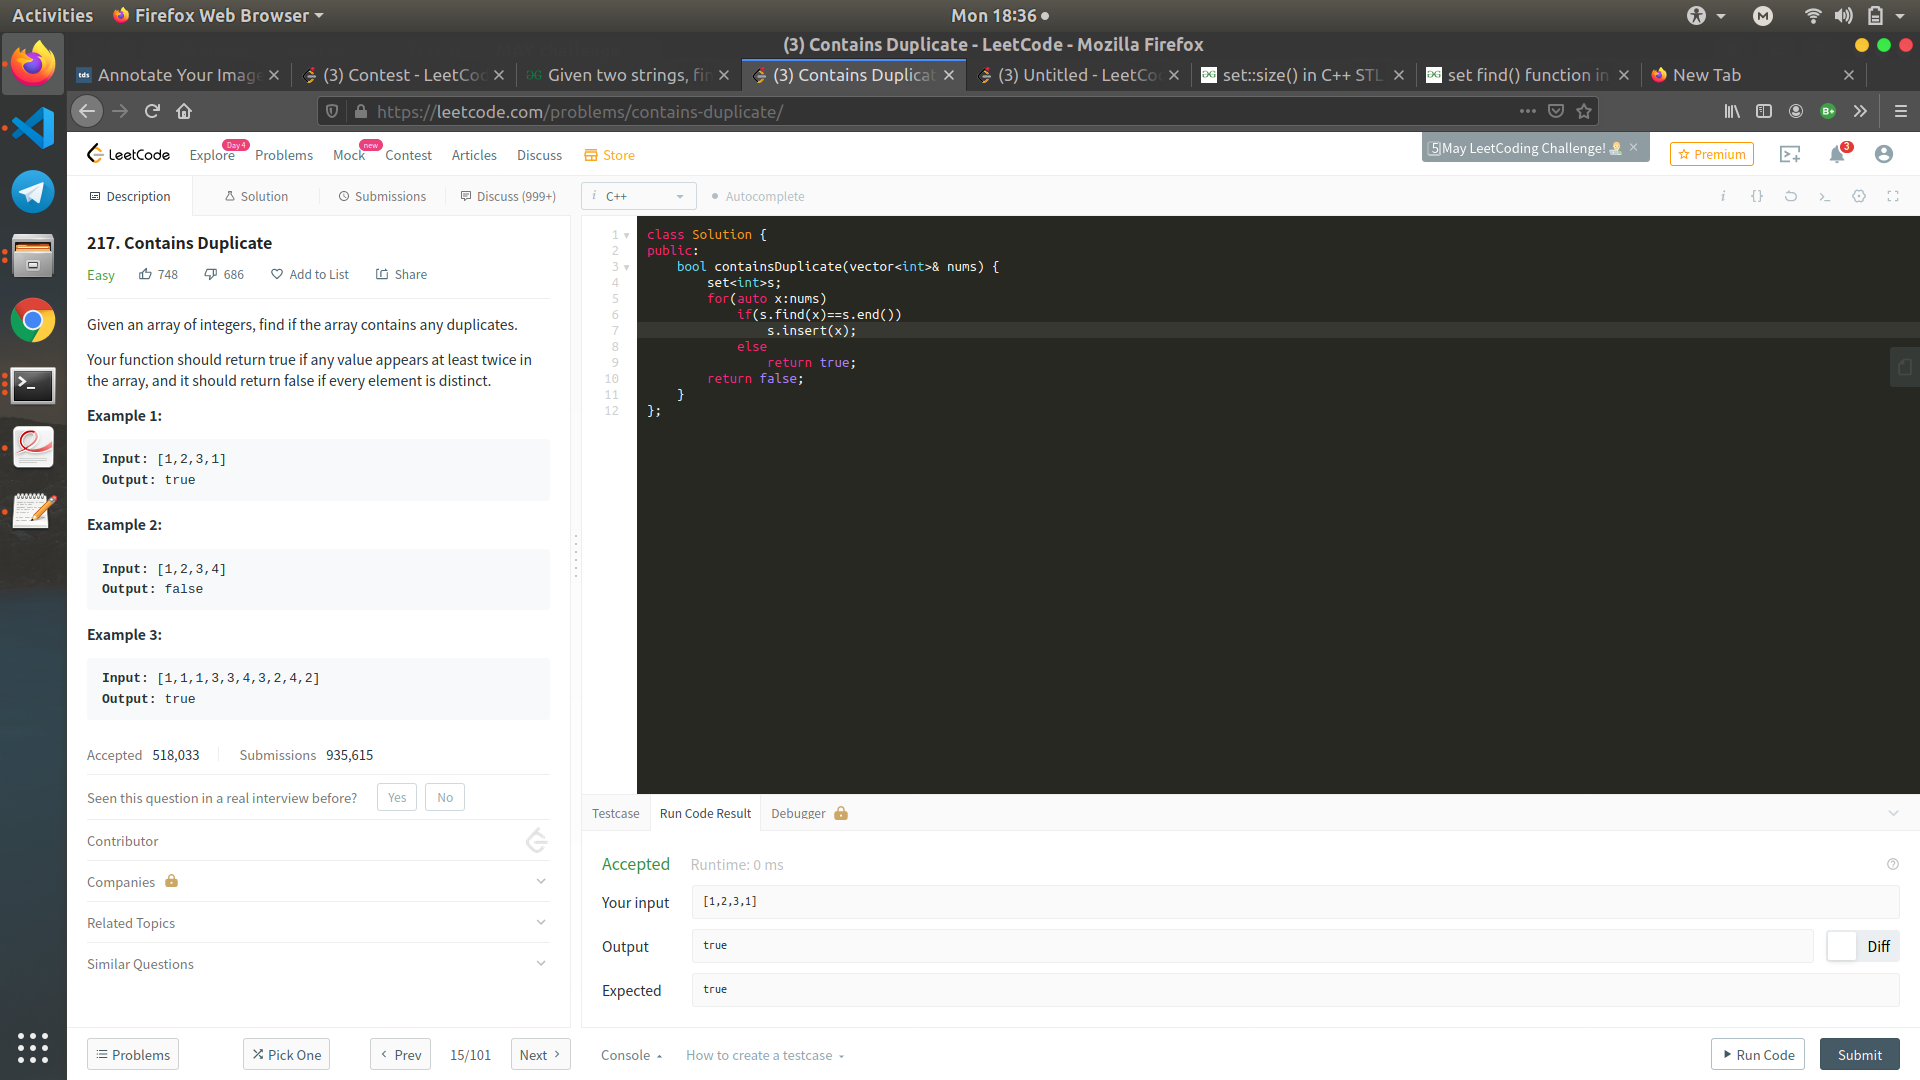 Activities
Firefox Web Browser
Mon 18:36
(3) Contains Duplicate - LeetCode - Mozilla Firefox
tds Annotate Your Imag
(3) Contest - LeetCod
Given two strings, fin
(3) Contains Duplicat
(3) Untitled - LeetCo
set::size() in C++ STL
set find() function in
New Tab
https://leetcode.com/problems/contains-duplicate/
LeetCode
Explore
Day 4
Problems
Mock
new
Contest
Articles
Discuss
Store
5 May LeetCoding Challenge!
Premium
3
Description
Solution
Submissions
Discuss (999+)
i C++
Autocomplete
217. Contains Duplicate
Easy
748
686
Add to List
Share
Given an array of integers, find if the array contains any duplicates.
Your function should return true if any value appears at least twice in
the array, and it should return false if every element is distinct.
Example 1:
Input: [1,2,3,1]
Output: true
Example 2:
Input: [1,2,3,4]
Output: false
Example 3:
Input: [1,1,1,3,3,4,3,2,4,2]
Output: true
Accepted 518,033
Submissions 935,615
Seen this question in a real interview before?
Yes
No
Contributor
Companies
Related Topics
Similar Questions
1 class Solution {
2 public:
3 bool containsDuplicate(vector<int>& nums) {
4 set<int>s;
5 for(auto x:nums)
6 if(s.find(x)==s.end())
7 s.insert(x);
8 else
9 return true;
10 return false;
11 }
12 };
Testcase
Run Code Result
Debugger
Accepted
Runtime: 0 ms
Your input
[1,2,3,1]
Output
true
Diff
Expected
true
Problems
Pick One
Prev
15/101
Next
Console
How to create a testcase
Run Code
Submit